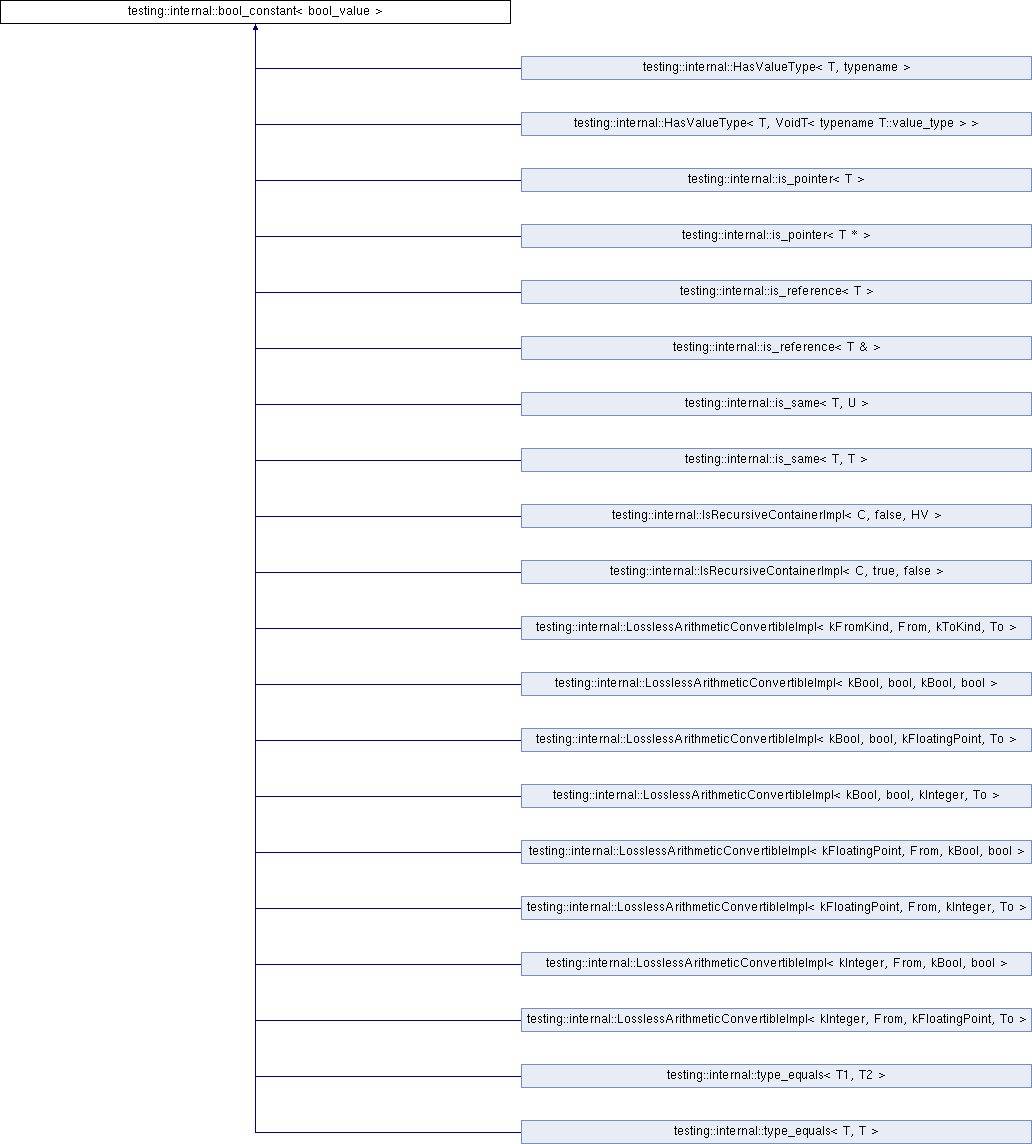 testing::internal::bool_constant< bool_value >
testing::internal::HasValueType< T, typename >
testing::internal::HasValueType< T, VoidT< typename T::value_type > >
testing::internal::is_pointer< T >
testing::internal::is_pointer< T * >
testing::internal::is_reference< T >
testing::internal::is_reference< T & >
testing::internal::is_same< T, U >
testing::internal::is_same< T, T >
testing::internal::IsRecursiveContainerImpl< C, false, HV >
testing::internal::IsRecursiveContainerImpl< C, true, false >
testing::internal::LosslessArithmeticConvertibleImpl< kFromKind, From, kToKind, To >
testing::internal::LosslessArithmeticConvertibleImpl< kBool, bool, kBool, bool >
testing::internal::LosslessArithmeticConvertibleImpl< kBool, bool, kFloatingPoint, To >
testing::internal::LosslessArithmeticConvertibleImpl< kBool, bool, kInteger, To >
testing::internal::LosslessArithmeticConvertibleImpl< kFloatingPoint, From, kBool, bool >
testing::internal::LosslessArithmeticConvertibleImpl< kFloatingPoint, From, kInteger, To >
testing::internal::LosslessArithmeticConvertibleImpl< kInteger, From, kBool, bool >
testing::internal::LosslessArithmeticConvertibleImpl< kInteger, From, kFloatingPoint, To >
testing::internal::type_equals< T1, T2 >
testing::internal::type_equals< T, T >